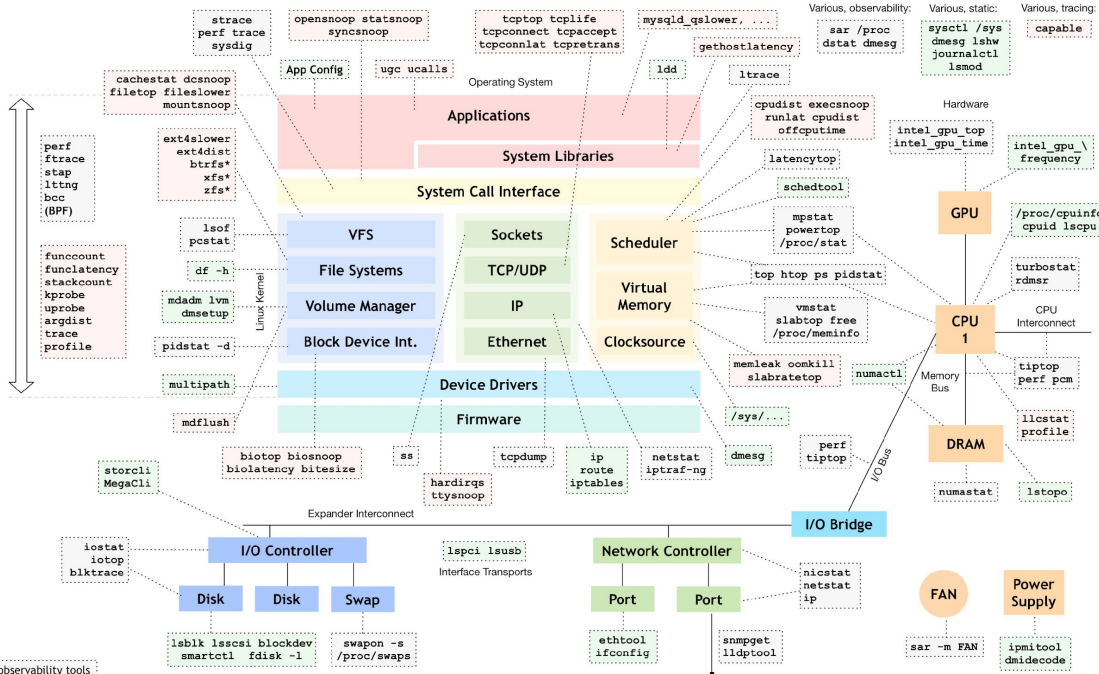 strace
perf trace
sysdig
opensnoop statsnoop
syncsnoop
tcptop tcplife
tcpconnect tcpaccept
tcpconnlat tcpretrans
mysqld_qslower, ...
gethostlatency
Various, observability:
sar /proc
dstat dmesg
Various, static:
sysctl /sys
dmesg lshw
journalctl
lsmod
Various, tracing:
capable
App Config
ugc ucalls
ldd
ltrace
Operating System
cachestat dcsnoop
filetop fileslower
mountsnoop
Applications
System Libraries
System Call Interface
cpudist execsnoop
runlat cpudist
offcputime
Hardware
intel_gpu_top
intel_gpu_time
intel_gpu_\
frequency
perf
ftrace
stap
lttng
bcc
(BPF)
ext4slower
ext4dist
btrfs*
xfs*
zfs*
latencytop
schedtool
GPU
lsof
pcstat
VFS
Sockets
Scheduler
mpstat
powertop
/proc/stat
/proc/cpuinfo
cpuid lscpu
df -h
File Systems
TCP/UDP
top htop ps pidstat
turbostat
rdmsr
funccount
funclatency
stackcount
kprobe
uprobe
argdist
trace
profile
Linux Kernel
mdadm lvm
dmsetup
Volume Manager
IP
Virtual
Memory
vmstat
slabtop free
/proc/meminfo
CPU
1
CPU
Interconnect
pidstat -d
Block Device Int.
Ethernet
Clocksource
memleak oomkill
slabratetop
numactl
Memory
Bus
tiptop
perf pcm
multipath
Device Drivers
/sys/...
mdflush
Firmware
llcstat
profile
DRAM
biotop biosnoop
biolatency bitesize
ss
tcpdump
ip
route
iptables
netstat
iptraf-ng
dmesg
perf
tiptop
I/O Bus
storcli
MegaCli
hardirqs
ttysnoop
numastat
lstopo
Expander Interconnect
I/O Bridge
iostat
iotop
blktrace
I/O Controller
lspci lsusb
Interface Transports
Network Controller
nicstat
netstat
ip
Disk
Disk
Swap
Port
Port
FAN
Power
Supply
lsblk lsscsi blockdev
smartctl fdisk -l
swapon -s
/proc/swaps
ethtool
ifconfig
snmpget
lldptool
sar -m FAN
ipmitool
dmidecode
observability tools